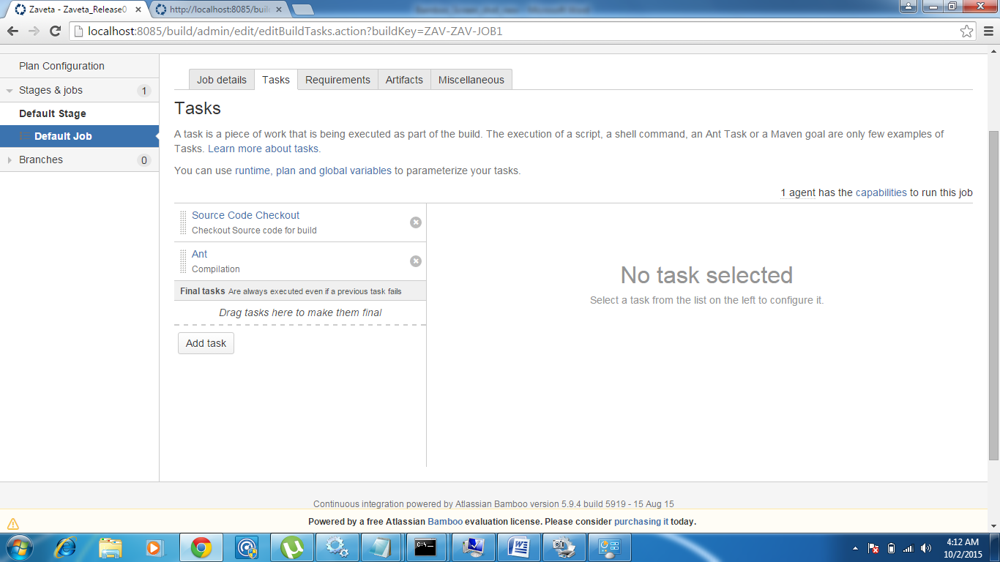 Zaveta - Zaveta_Release0
http://localhost:8085/buil
localhost:8085/build/admin/edit/editBuildTasks.action?buildKey=ZAV-ZAV-JOB1
Plan Configuration
Stages & jobs 1
Default Stage
Default Job
Branches 0
Job details Tasks Requirements Artifacts Miscellaneous
Tasks
A task is a piece of work that is being executed as part of the build. The execution of a script, a shell command, an Ant Task or a Maven goal are only few examples of
Tasks. Learn more about tasks.
You can use runtime, plan and global variables to parameterize your tasks.
1 agent has the capabilities to run this job
Source Code Checkout
Checkout Source code for build
Ant
Compilation
Final tasks Are always executed even if a previous task fails
Drag tasks here to make them final
Add task
No task selected
Select a task from the list on the left to configure it.
Continuous integration powered by Atlassian Bamboo version 5.9.4 build 5919 - 15 Aug 15
Powered by a free Atlassian Bamboo evaluation license. Please consider purchasing it today.
4:12 AM
10/2/2015